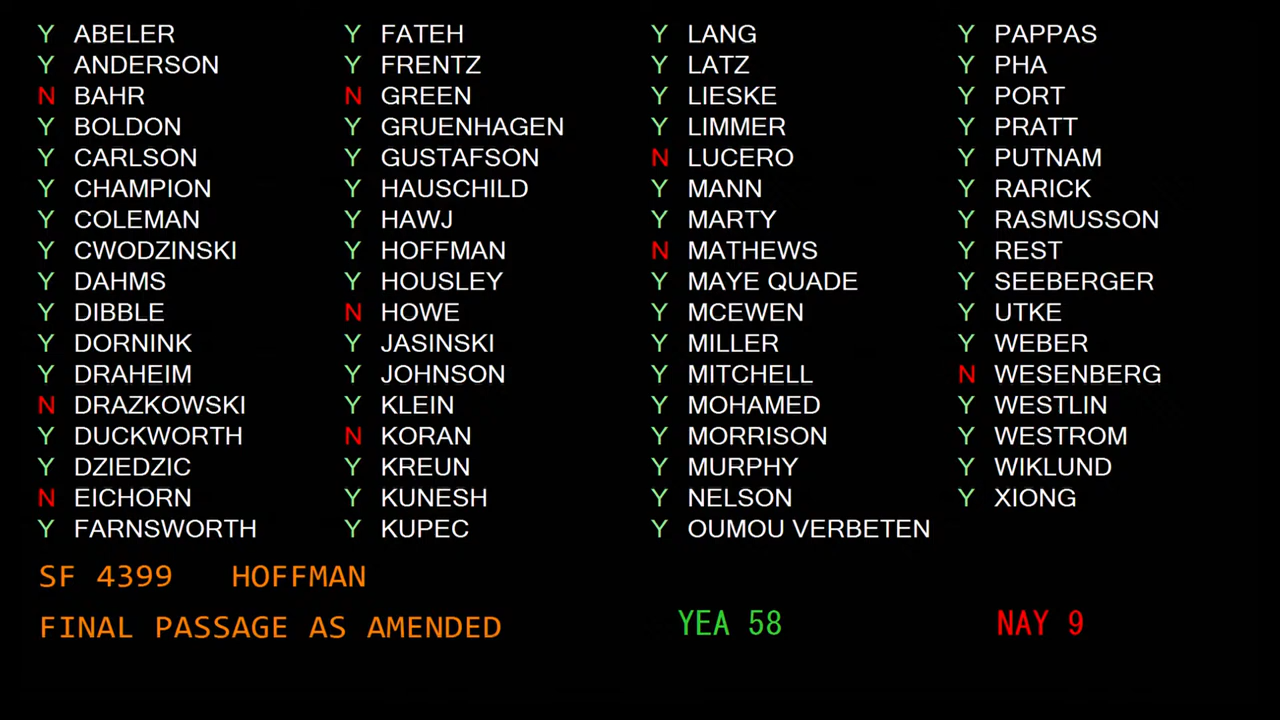 Y ABELER Y FATEH Y LANG Y PAPPAS
Y ANDERSON Y FRENTZ Y LATZ Y PHA
N BAHR N GREEN Y LIESKE Y PORT
Y BOLDON Y GRUENHAGEN Y LIMMER Y PRATT
Y CARLSON Y GUSTAFSON N LUCERO Y PUTNAM
Y CHAMPION Y HAUSCHILD Y MANN Y RARICK
Y COLEMAN Y HAWJ Y MARTY Y RASMUSSON
Y CWODZINSKI Y HOFFMAN N MATHEWS Y REST
Y DAHMS Y HOUSLEY Y MAYE QUADE Y SEEBERGER
Y DIBBLE N HOWE Y MCEWEN Y UTKE
Y DORNINK Y JASINSKI Y MILLER Y WEBER
Y DRAHEIM Y JOHNSON Y MITCHELL N WESENBERG
N DRAZKOWSKI Y KLEIN Y MOHAMED Y WESTLIN
Y DUCKWORTH N KORAN Y MORRISON Y WESTROM
Y DZIEDZIC Y KREUN Y MURPHY Y WIKLUND
N EICHORN Y KUNESH Y NELSON Y XIONG
Y FARNSWORTH Y KUPEC Y OUMOU VERBETEN
SF 4399 HOFFMAN
FINAL PASSAGE AS AMENDED YEA 58 NAY 9